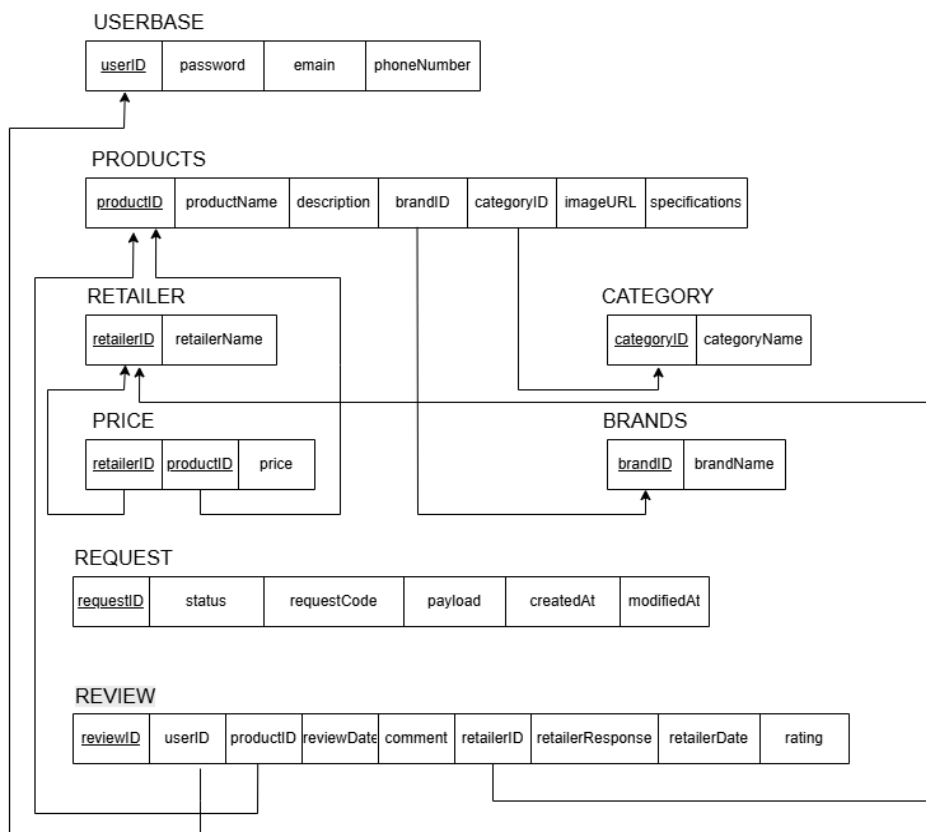 USERBASE
userID password emain phoneNumber
PRODUCTS
productID productName description brandID categoryID imageURL specifications
RETAILER
retailerID retailerName
CATEGORY
categoryID categoryName
PRICE
retailerID productID price
BRANDS
brandID brandName
REQUEST
requestID status requestCode payload createdAt modifiedAt
REVIEW
reviewID userID productID reviewDate comment retailerID retailerResponse retailerDate rating